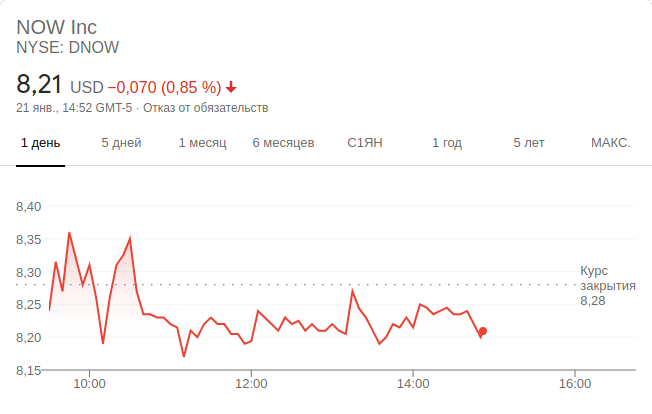 NOW Inc
NYSE: DNOW
8,21 USD −0,070 (0,85 %)
21 янв., 14:52 GMT-5 · Отказ от обязательств
1 день 5 дней 1 месяц 6 месяцев С1ЯН 1 год 5 лет МАКС.
8,40
8,35
8,30
8,25
8,20
8,15
Курс
закрытия
8,28
10:00 12:00 14:00 16:00